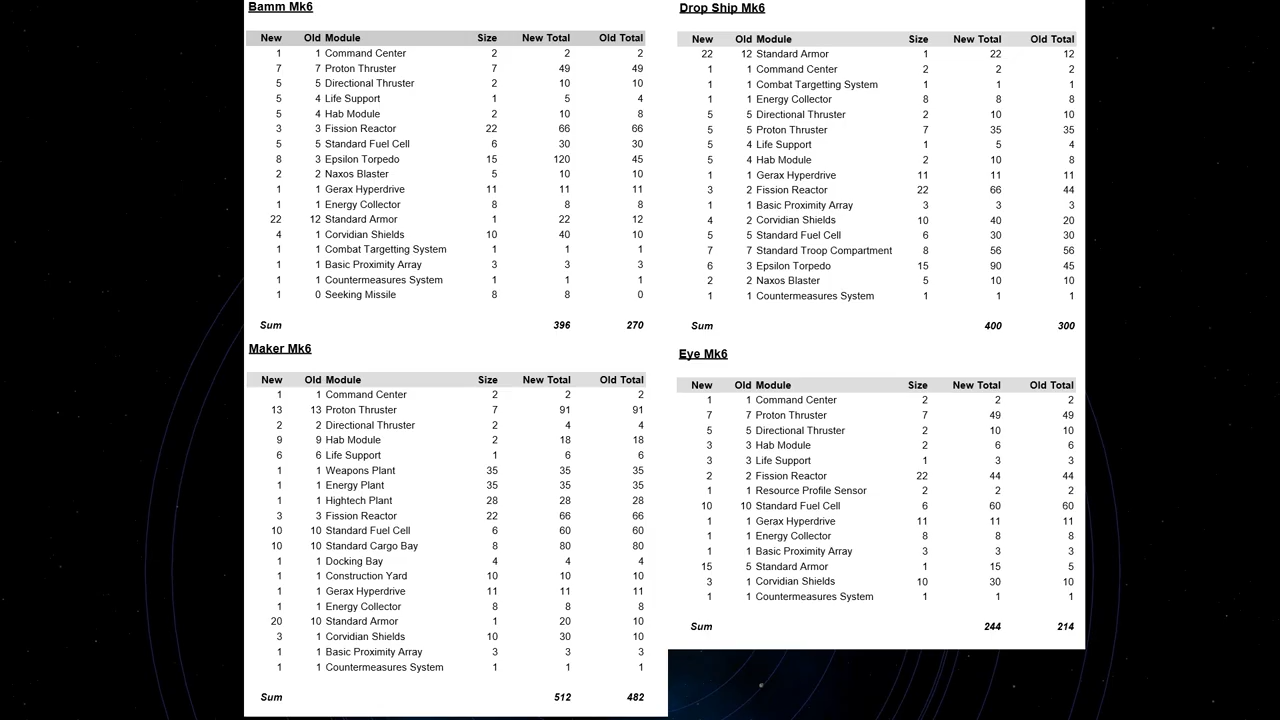 Bamm Mk6
New Old Module Size New Total Old Total
1 1 Command Center 2 2 2
7 7 Proton Thruster 7 49 49
5 5 Directional Thruster 2 10 10
5 4 Life Support 1 5 4
5 4 Hab Module 2 10 8
3 3 Fission Reactor 22 66 66
5 5 Standard Fuel Cell 6 30 30
8 3 Epsilon Torpedo 15 120 45
2 2 Naxos Blaster 5 10 10
1 1 Gerax Hyperdrive 11 11 11
1 1 Energy Collector 8 8 8
22 12 Standard Armor 1 22 12
4 1 Corvidian Shields 10 40 10
1 1 Combat Targetting System 1 1 1
1 1 Basic Proximity Array 3 3 3
1 1 Countermeasures System 1 1 1
1 0 Seeking Missile 8 8 0
Sum 396 270
Drop Ship Mk6
New Old Module Size New Total Old Total
22 12 Standard Armor 1 22 12
1 1 Command Center 2 2 2
1 1 Combat Targetting System 1 1 1
1 1 Energy Collector 8 8 8
5 5 Directional Thruster 2 10 10
5 5 Proton Thruster 7 35 35
5 4 Life Support 1 5 4
5 4 Hab Module 2 10 8
1 1 Gerax Hyperdrive 11 11 11
3 2 Fission Reactor 22 66 44
1 1 Basic Proximity Array 3 3 3
4 2 Corvidian Shields 10 40 20
5 5 Standard Fuel Cell 6 30 30
7 7 Standard Troop Compartment 8 56 56
6 3 Epsilon Torpedo 15 90 45
2 2 Naxos Blaster 5 10 10
1 1 Countermeasures System 1 1 1
Sum 400 300
Maker Mk6
New Old Module Size New Total Old Total
1 1 Command Center 2 2 2
13 13 Proton Thruster 7 91 91
2 2 Directional Thruster 2 4 4
9 9 Hab Module 2 18 18
6 6 Life Support 1 6 6
1 1 Weapons Plant 35 35 35
1 1 Energy Plant 35 35 35
1 1 Hightech Plant 28 28 28
3 3 Fission Reactor 22 66 66
10 10 Standard Fuel Cell 6 60 60
10 10 Standard Cargo Bay 8 80 80
1 1 Docking Bay 4 4 4
1 1 Construction Yard 10 10 10
1 1 Gerax Hyperdrive 11 11 11
1 1 Energy Collector 8 8 8
20 10 Standard Armor 1 20 10
3 1 Corvidian Shields 10 30 10
1 1 Basic Proximity Array 3 3 3
1 1 Countermeasures System 1 1 1
Sum 512 482
Eye Mk6
New Old Module Size New Total Old Total
1 1 Command Center 2 2 2
7 7 Proton Thruster 7 49 49
5 5 Directional Thruster 2 10 10
3 3 Hab Module 2 6 6
3 3 Life Support 1 3 3
2 2 Fission Reactor 22 44 44
1 1 Resource Profile Sensor 2 2 2
10 10 Standard Fuel Cell 6 60 60
1 1 Gerax Hyperdrive 11 11 11
1 1 Energy Collector 8 8 8
1 1 Basic Proximity Array 3 3 3
15 5 Standard Armor 1 15 5
3 1 Corvidian Shields 10 30 10
1 1 Countermeasures System 1 1 1
Sum 244 214